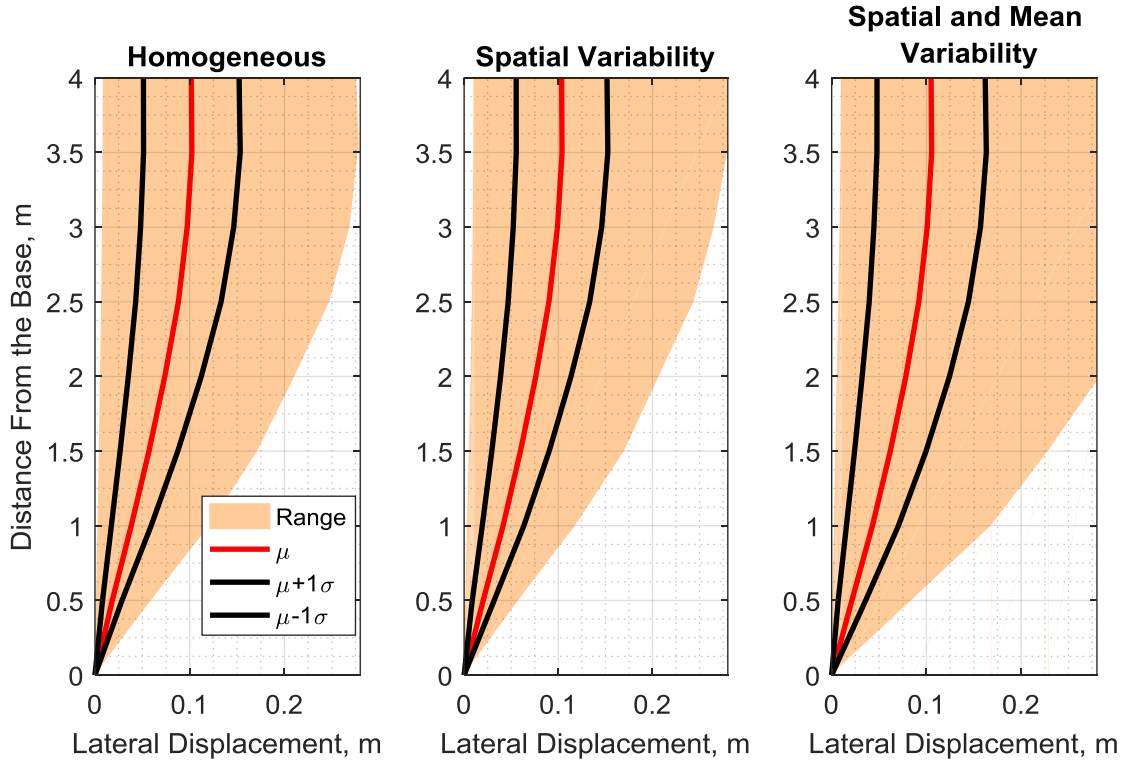 Homogeneous
Spatial Variability
Spatial and Mean
Variability
Distance From the Base, m
4
3.5
3
2.5
2
1.5
1
0.5
0
0 0.1 0.2
Lateral Displacement, m
Range
μ
μ+1σ
μ-1σ
4
3.5
3
2.5
2
1.5
1
0.5
0
0 0.1 0.2
Lateral Displacement, m
4
3.5
3
2.5
2
1.5
1
0.5
0
0 0.1 0.2
Lateral Displacement, m